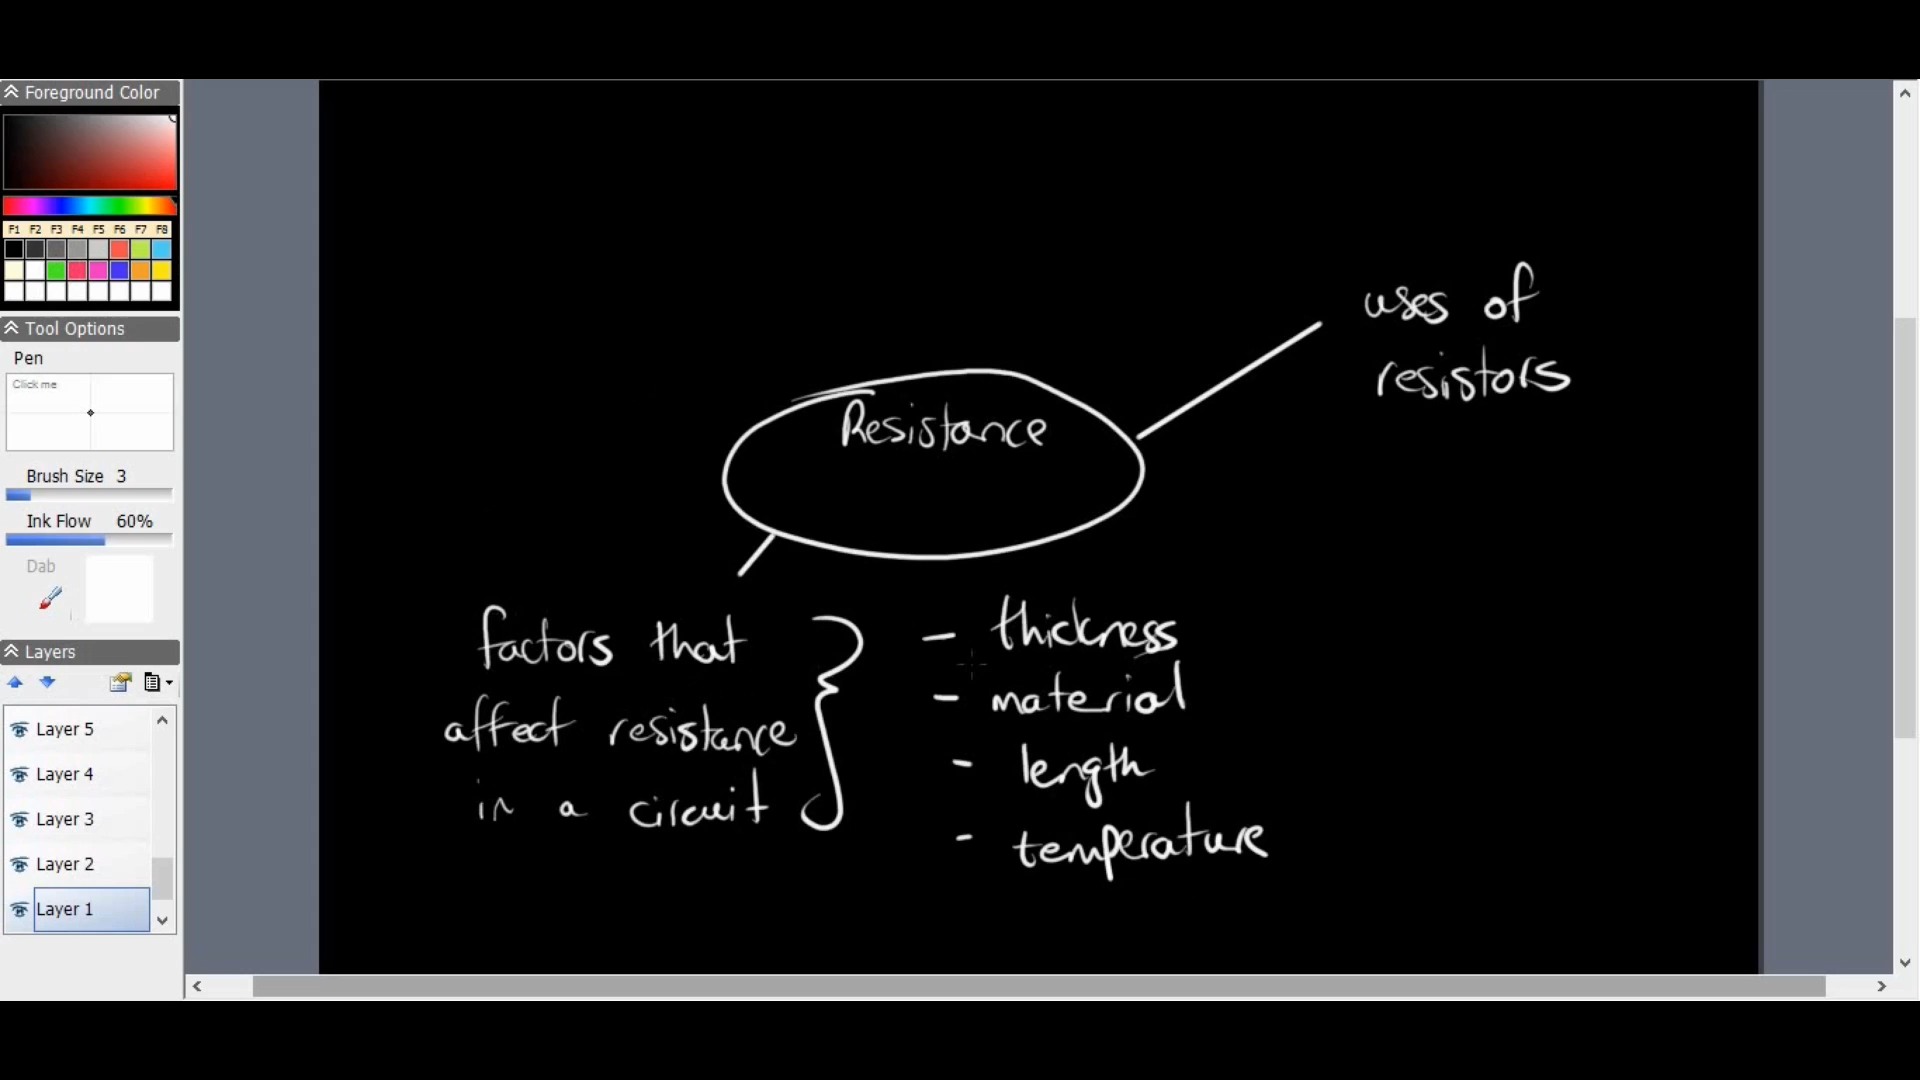 Foreground Color
F1 F2 F3 F4 F5 F6 F7 F8
Tool Options
Pen
Click me
Brush Size 3
Ink Flow 60%
Dab
Layers
Layer 5
Layer 4
Layer 3
Layer 2
Layer 1
Resistance
uses of
resistors
factors that
affect resistance
in a circuit
- thickness
- material
- length
- temperature